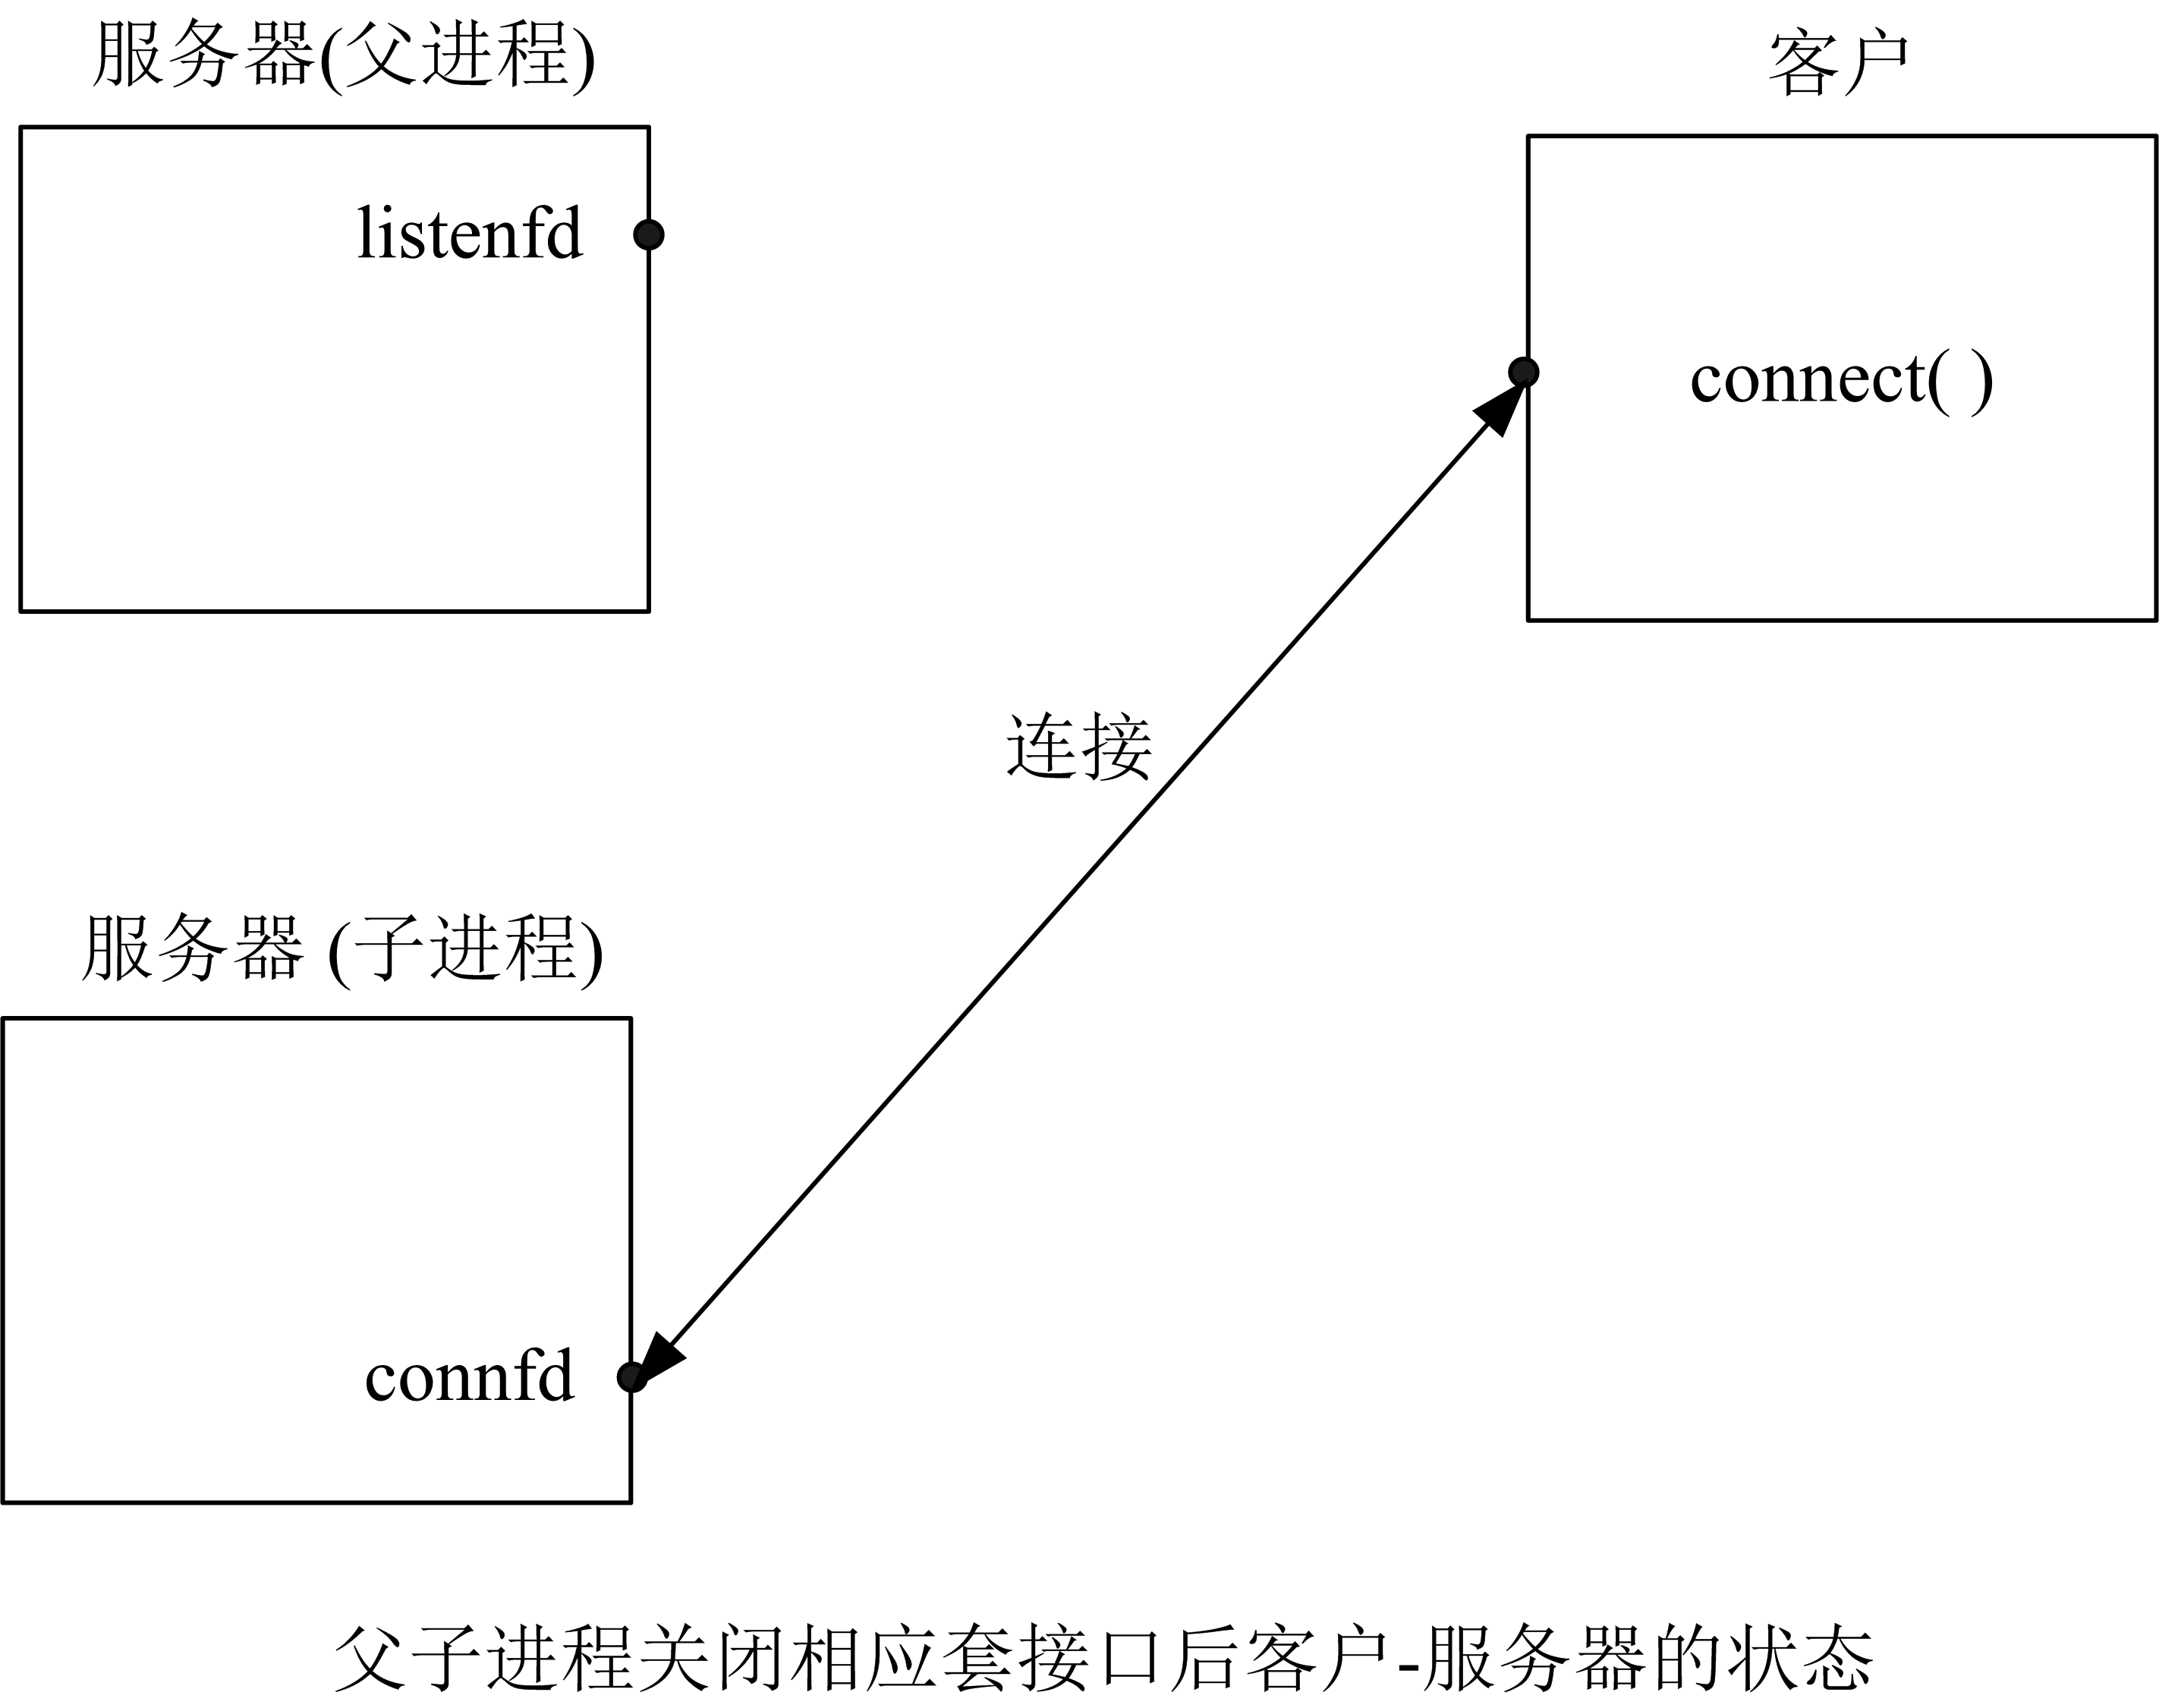 服务器(父进程)
客户
listenfd
connect( )
连接
服务器 (子进程)
connfd
父子进程关闭相应套接口后客户-服务器的状态